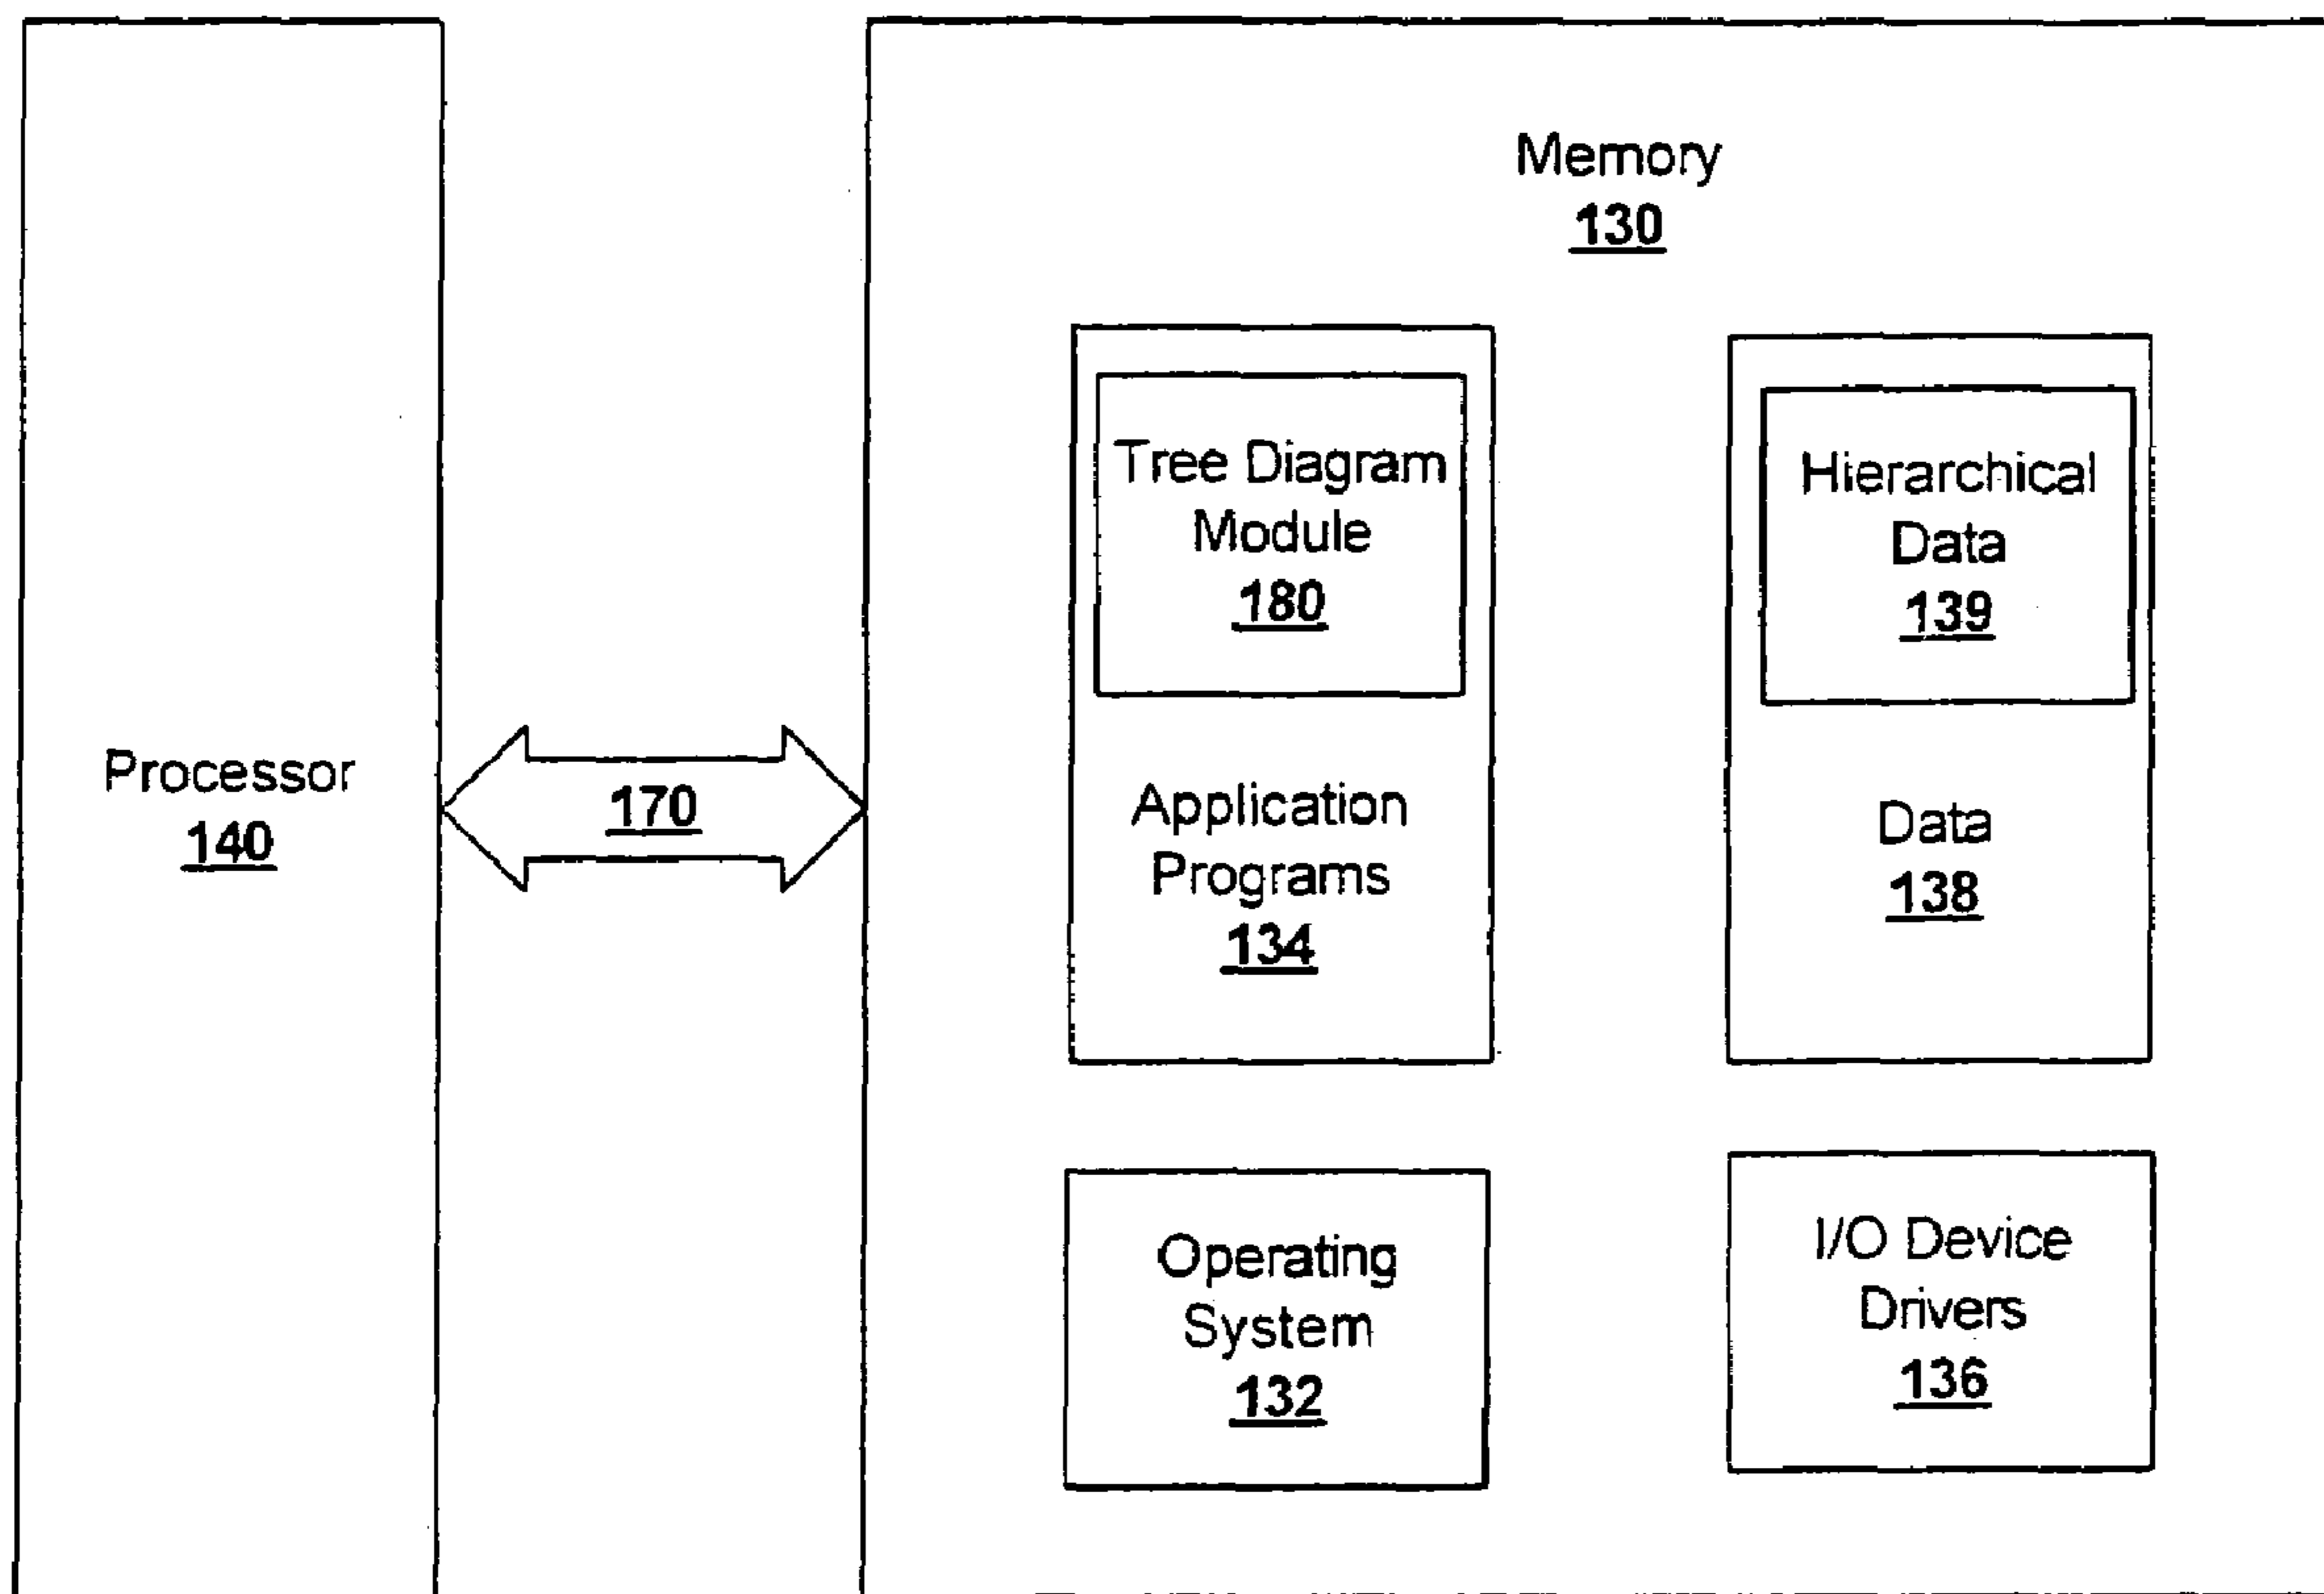 Memory
130
Tree Diagram
Module
180
Hierarchical
Data
139
Processor
140
170
Application
Programs
134
Data
138
Operating
System
132
I/O Device
Drivers
136